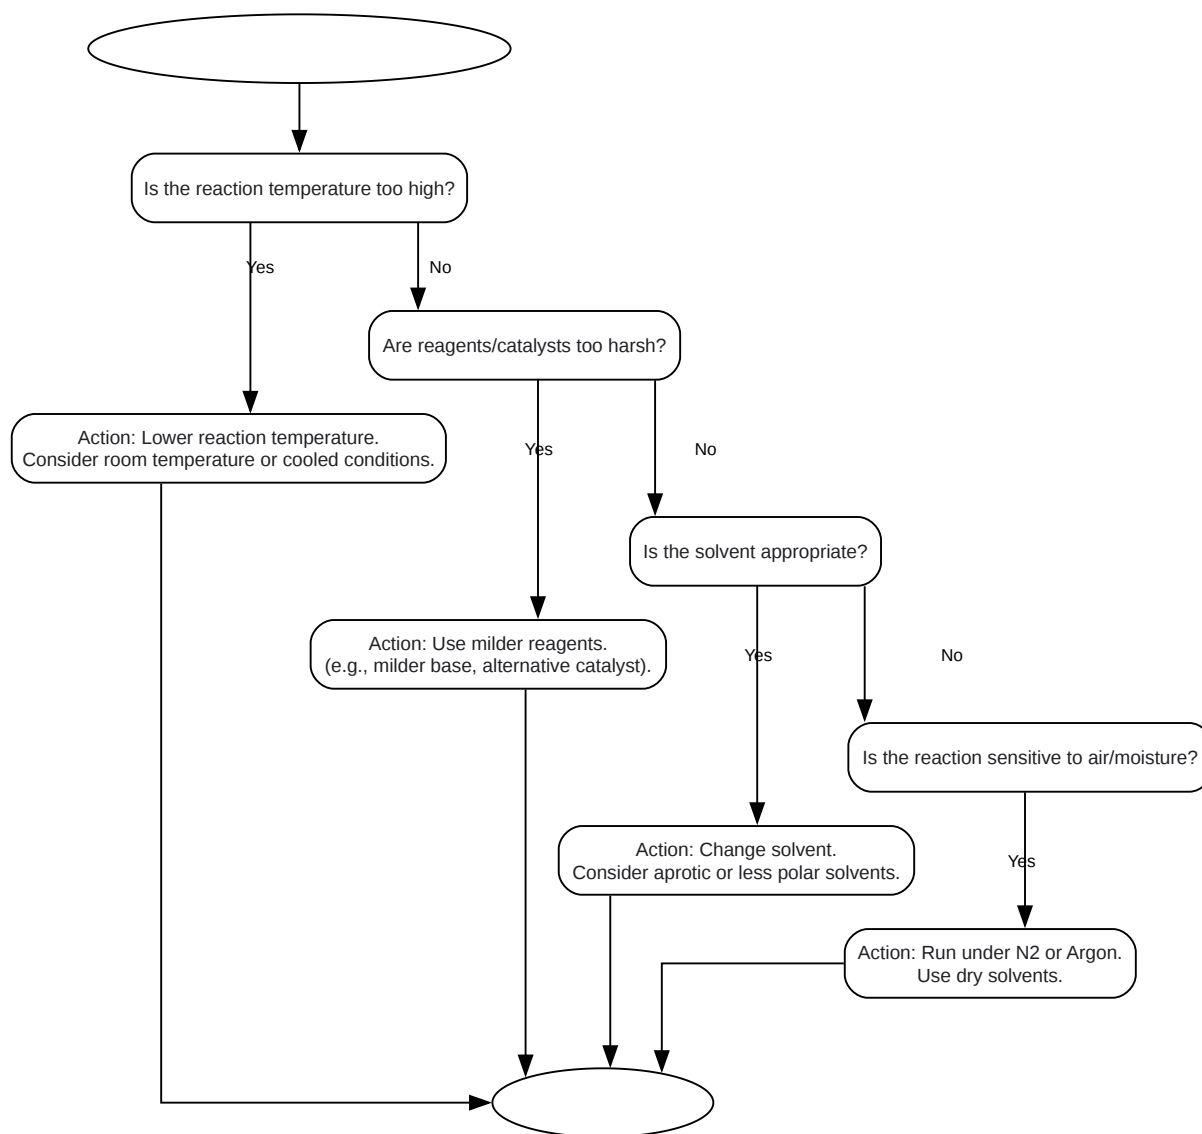 Is the reaction temperature too high?
Yes
No
Are reagents/catalysts too harsh?
Action: Lower reaction temperature.
Consider room temperature or cooled conditions.
Yes
No
Is the solvent appropriate?
Action: Use milder reagents.
(e.g., milder base, alternative catalyst).
Yes
No
Is the reaction sensitive to air/moisture?
Action: Change solvent.
Consider aprotic or less polar solvents.
Yes
Action: Run under N2 or Argon.
Use dry solvents.